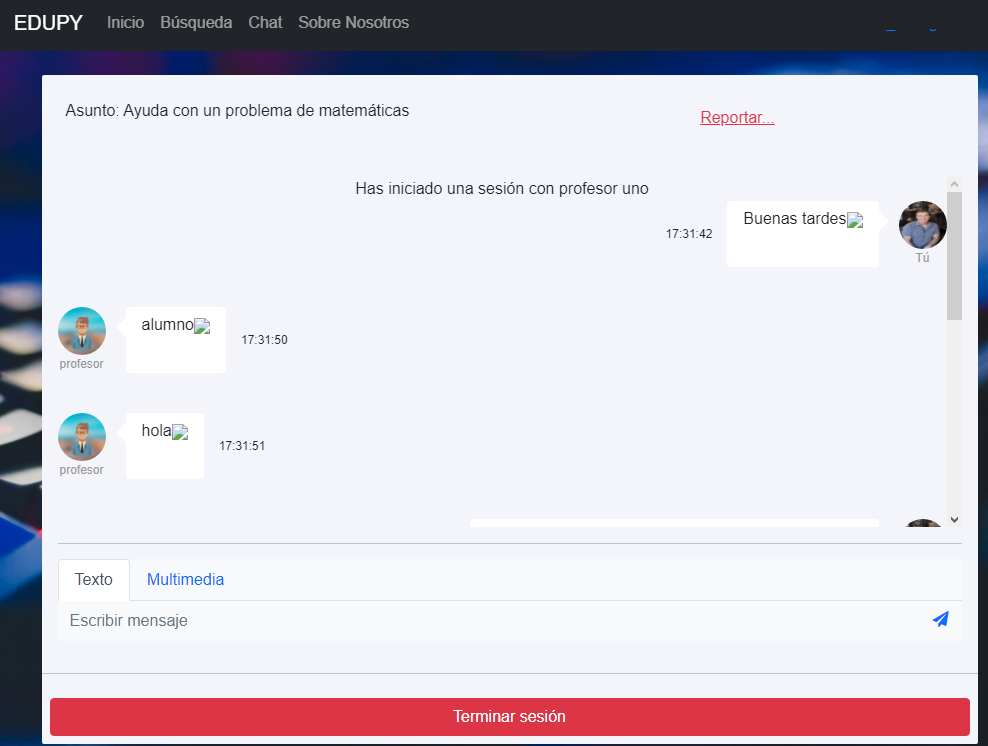 EDUPY Inicio Búsqueda Chat Sobre Nosotros
Asunto: Ayuda con un problema de matemáticas
Reportar...
Has iniciado una sesión con profesor uno
17:31:42 Buenas tardes
Tú
alumno 17:31:50
profesor
hola 17:31:51
profesor
Texto Multimedia
Escribir mensaje
Terminar sesión